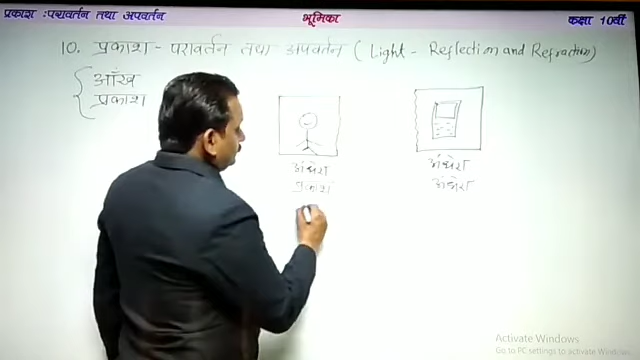 प्रकाश :परावर्तन तथा अपवर्तन
भूमिका
कक्षा 10वीं
10. प्रकाश - परावर्तन तथा अपवर्तन ( Light - Reflection and Refraction)
आँख
प्रकाश
अंधेरा
प्रकाश
अंधेरा
अंधेरा
Activate Windows
Go to PC settings to activate Windows